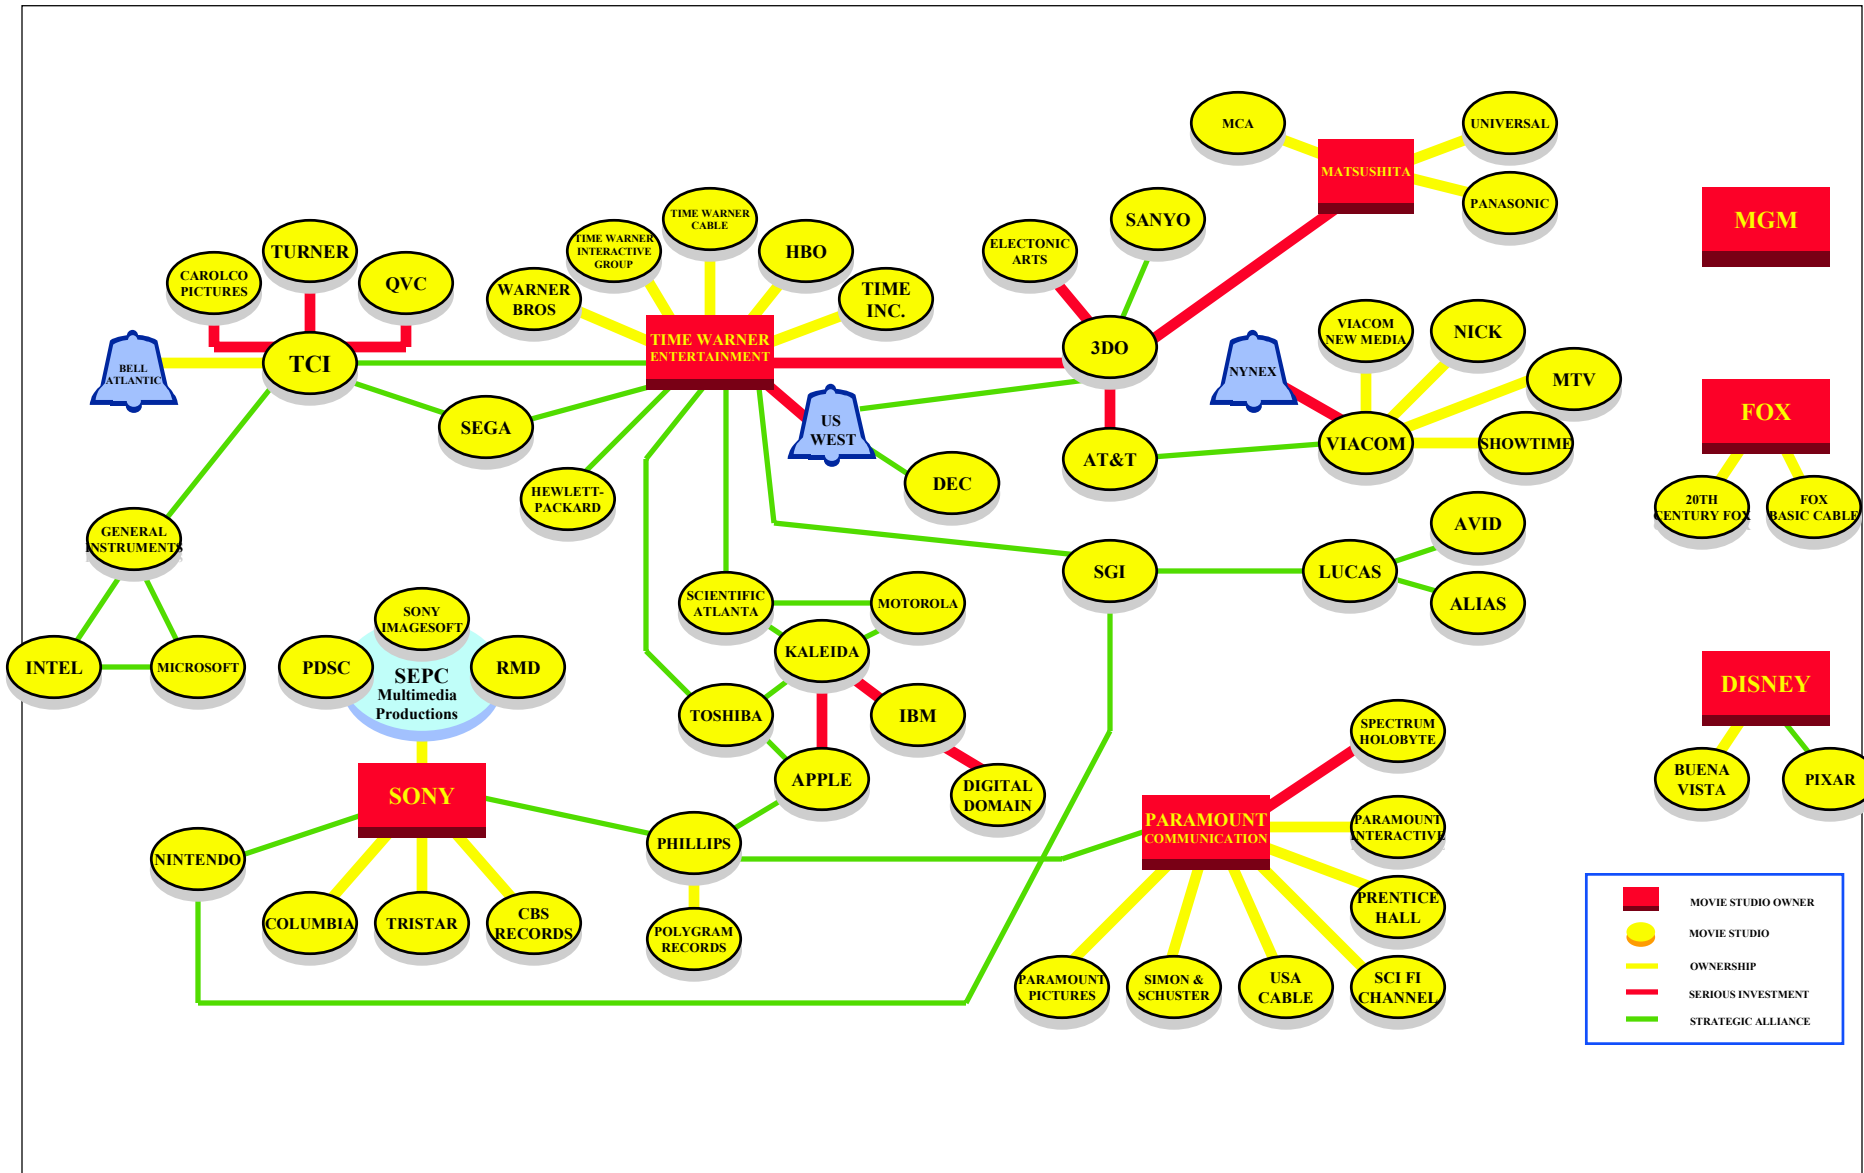 MCA
UNIVERSAL
MATSUSHITA
PANASONIC
MGM
SANYO
ELECTONIC
ARTS
TIME WARNER
CABLE
TIME WARNER
INTERACTIVE
GROUP
HBO
WARNER
BROS
TIME
INC.
TURNER
CAROLCO
PICTURES
QVC
TIME WARNER
ENTERTAINMENT
3DO
VIACOM
NEW MEDIA
NICK
MTV
BELL
ATLANTIC
TCI
NYNEX
FOX
SEGA
US
WEST
AT&T
VIACOM
SHOWTIME
HEWLETT-
PACKARD
DEC
20TH
CENTURY FOX
FOX
BASIC CABLE
GENERAL
INSTRUMENTS
AVID
SGI
LUCAS
ALIAS
SCIENTIFIC
ATLANTA
MOTOROLA
SONY
IMAGESOFT
KALEIDA
INTEL
MICROSOFT
PDSC
SEPC
Multimedia
Productions
RMD
DISNEY
TOSHIBA
IBM
SPECTRUM
HOLOBYTE
APPLE
DIGITAL
DOMAIN
BUENA
VISTA
PIXAR
SONY
PARAMOUNT
COMMUNICATION
PARAMOUNT
INTERACTIVE
NINTENDO
PHILLIPS
PRENTICE
HALL
COLUMBIA
TRISTAR
CBS
RECORDS
POLYGRAM
RECORDS
PARAMOUNT
PICTURES
SIMON &
SCHUSTER
USA
CABLE
SCI FI
CHANNEL
MOVIE STUDIO OWNER
MOVIE STUDIO
OWNERSHIP
SERIOUS INVESTMENT
STRATEGIC ALLIANCE